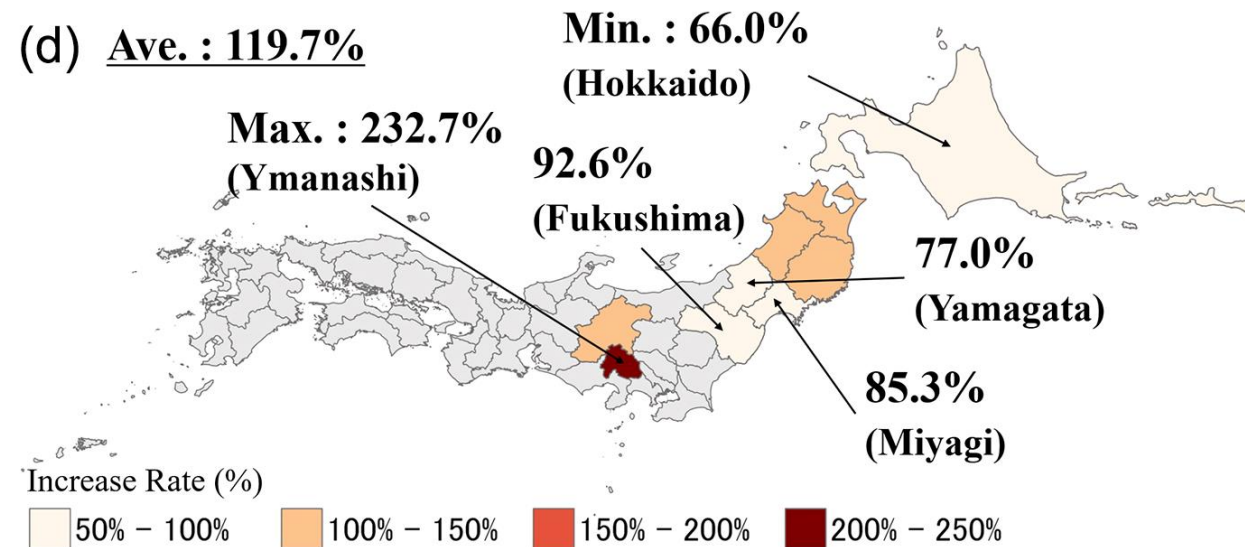 (d) Ave. : 119.7%
Min. : 66.0%
(Hokkaido)
Max. : 232.7%
(Ymanashi)
92.6%
(Fukushima)
77.0%
(Yamagata)
85.3%
(Miyagi)
Increase Rate (%)
50% – 100% 100% – 150% 150% – 200% 200% – 250%